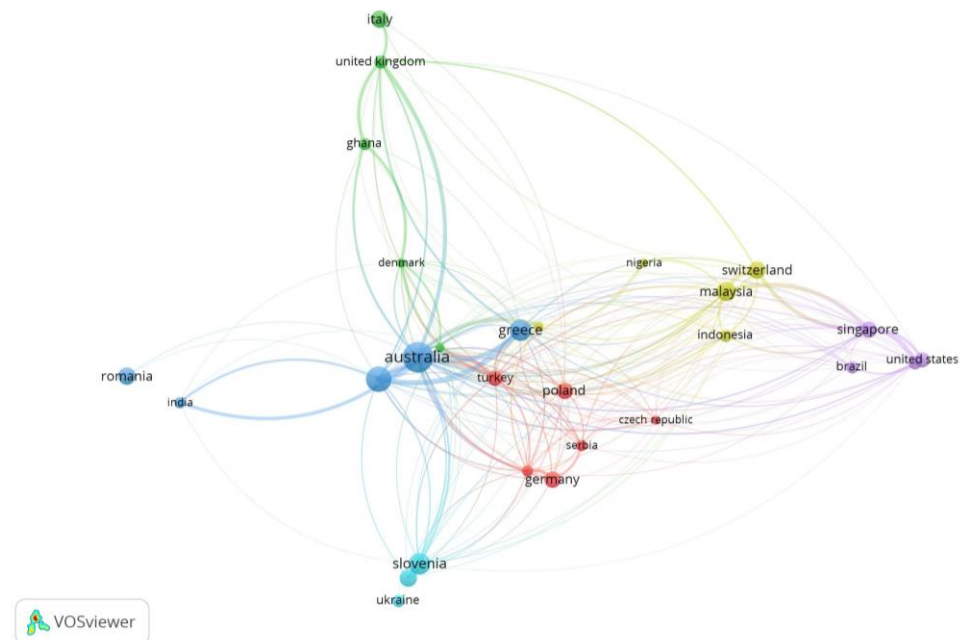 italy
united kingdom
ghana
denmark
nigeria
switzerland
malaysia
greece
singapore
indonesia
australia
united states
brazil
romania
turkey
poland
india
czech republic
serbia
germany
slovenia
ukraine
VOSviewer